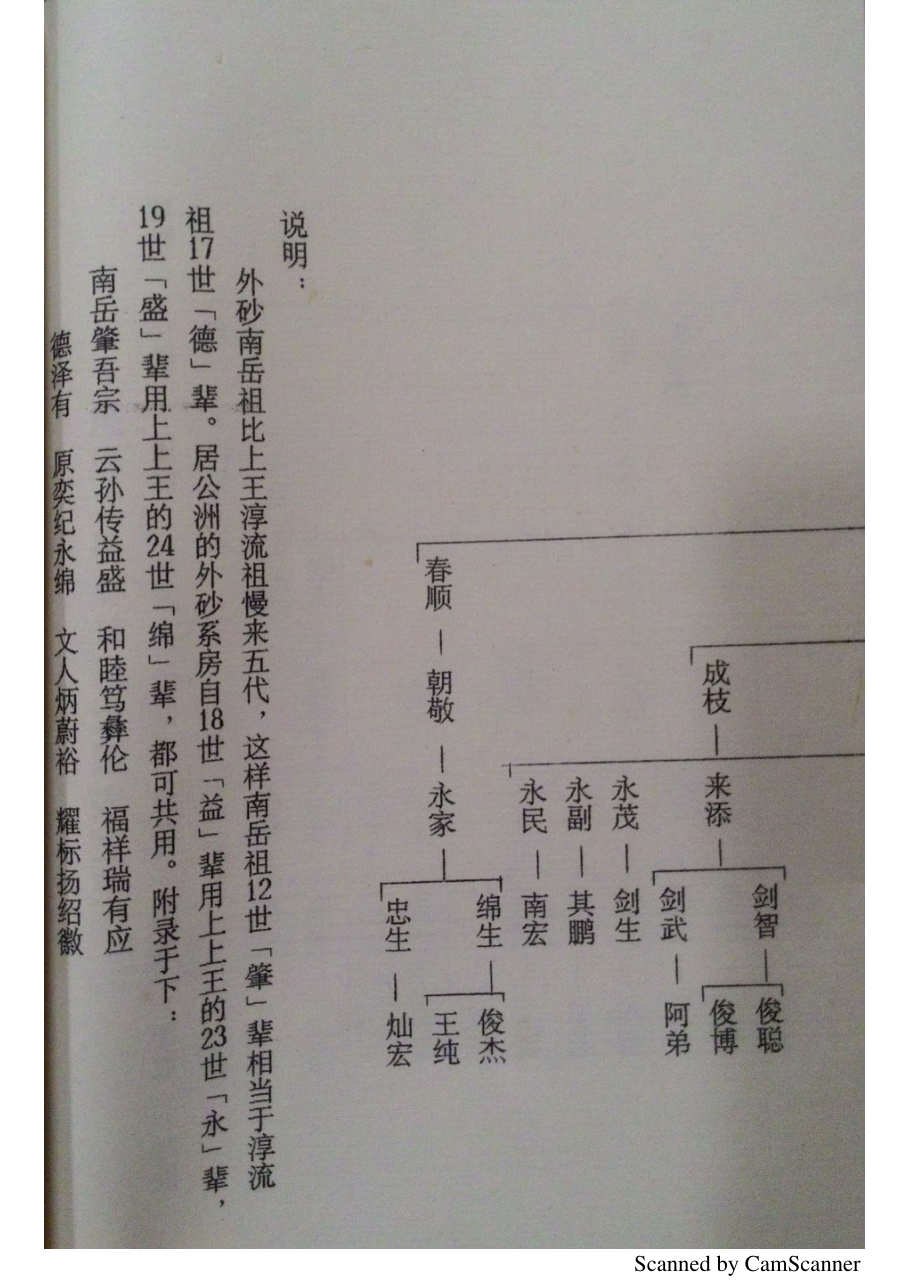 俊聪
俊博
剑智
阿弟
剑武
来添
成枝
剑生
永茂
其鹏
永副
南宏
永民
俊杰
王纯
绵生
灿宏
忠生
永家
朝敬
春顺
说明：
外砂南岳祖比上王淳流祖慢来五代，这样南岳祖12世「肇」辈相当于淳流
祖17世「德」辈。居公洲的外砂系房自18世「益」辈用上上王的23世「永」辈，
19世「盛」辈用上上王的24世「绵」辈，都可共用。附录于下：
南岳肇吾宗　云孙传益盛　和睦笃彝伦　福祥瑞有应
德泽有　原奕纪永绵　文人炳蔚裕　耀标扬绍徽
Scanned by CamScanner